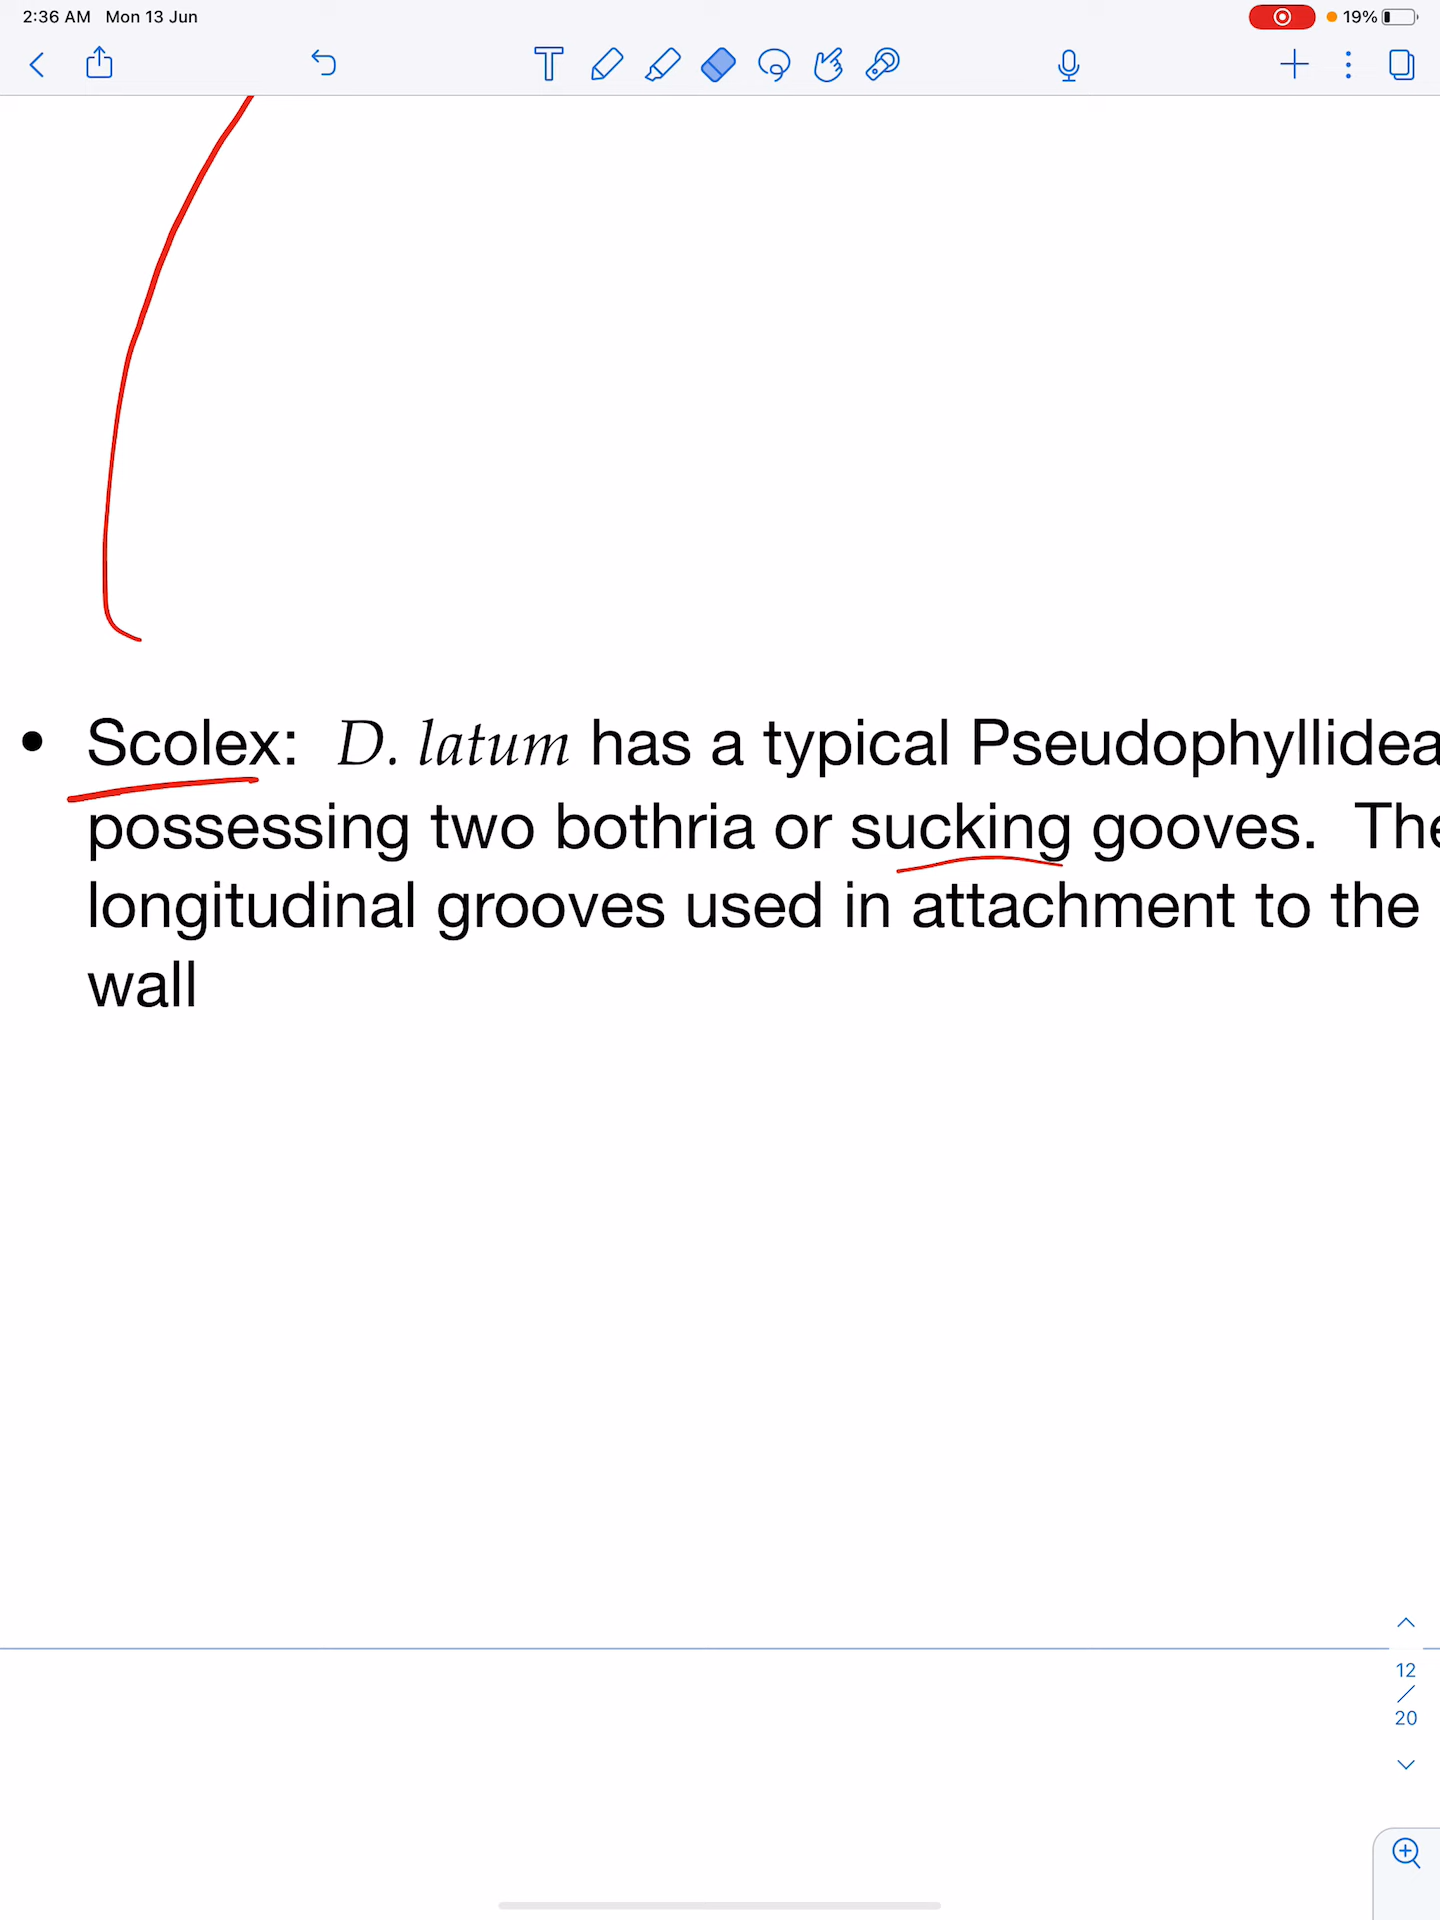 2:36 AM Mon 13 Jun
19%
• Scolex: D. latum has a typical Pseudophyllidea
possessing two bothria or sucking gooves. The
longitudinal grooves used in attachment to the
wall
12
/
20